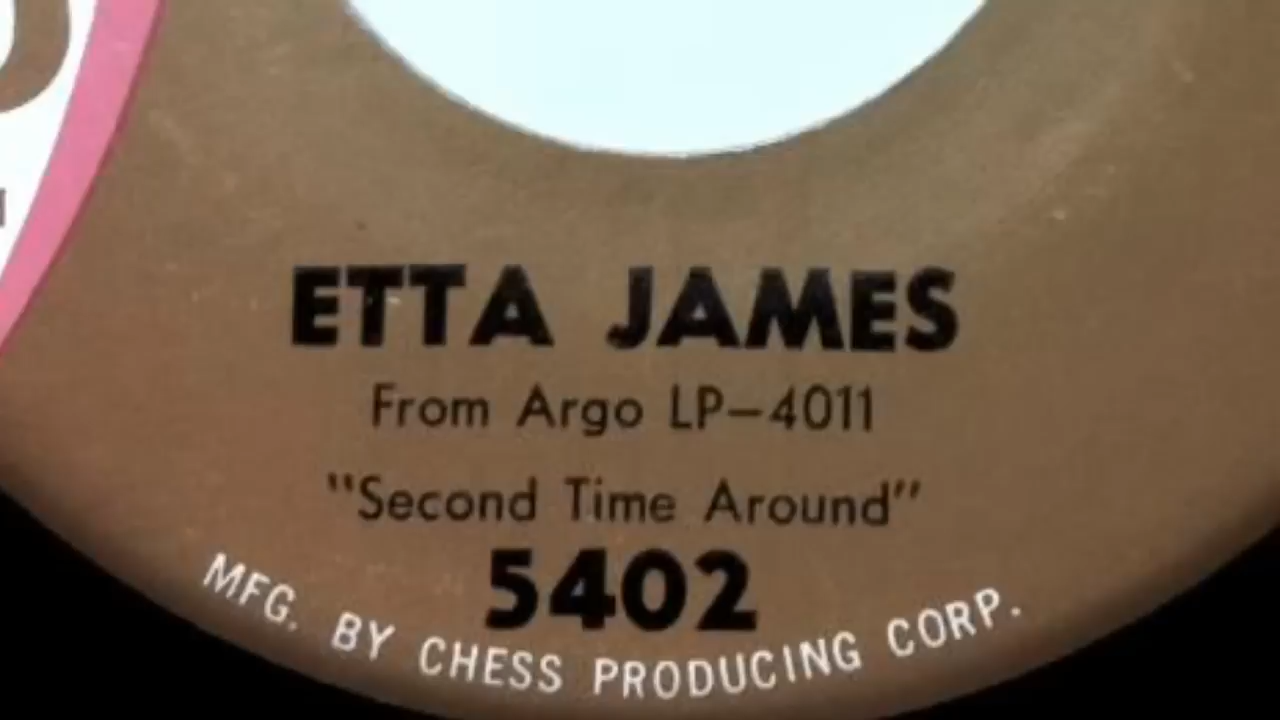 ETTA JAMES
From Argo LP-4011
"Second Time Around"
5402
MFG. BY CHESS PRODUCING CORP.